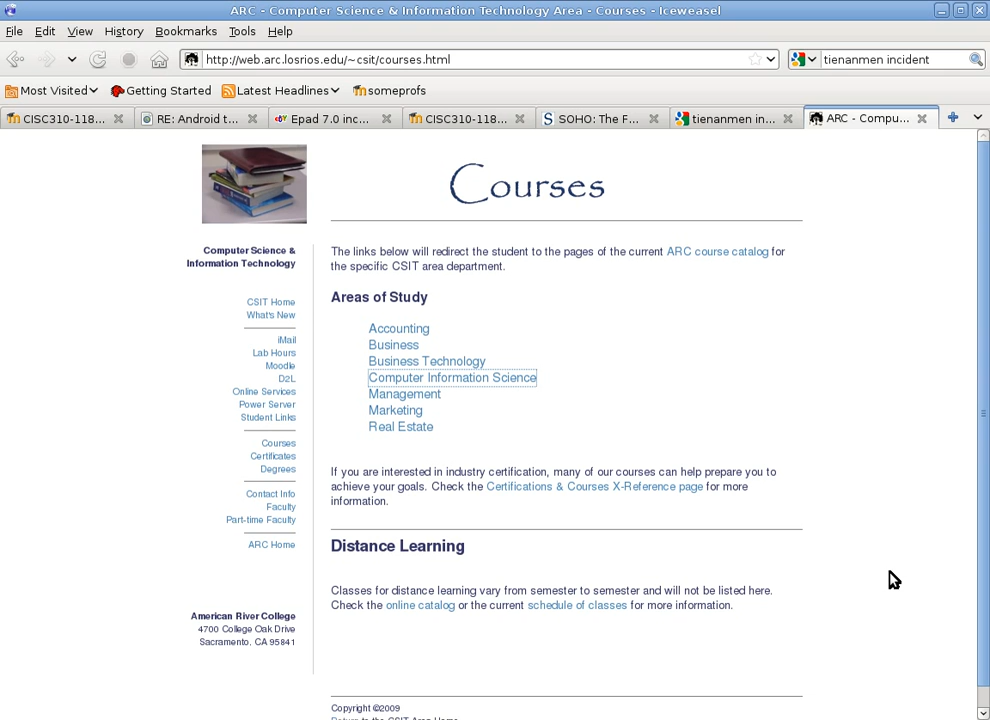 ARC - Computer Science & Information Technology Area - Courses - Iceweasel
File Edit View History Bookmarks Tools Help
http://web.arc.losrios.edu/~csit/courses.html
tienanmen incident
Most Visited Getting Started Latest Headlines someprofs
CISC310-118... RE: Android t... Epad 7.0 inc... CISC310-118... SOHO: The F... tienanmen in... ARC - Compu...
Courses
Computer Science &
Information Technology
CSIT Home
What's New
iMail
Lab Hours
Moodle
D2L
Online Services
Power Server
Student Links
Courses
Certificates
Degrees
Contact Info
Faculty
Part-time Faculty
ARC Home
American River College
4700 College Oak Drive
Sacramento, CA 95841
The links below will redirect the student to the pages of the current ARC course catalog for
the specific CSIT area department.
Areas of Study
Accounting
Business
Business Technology
Computer Information Science
Management
Marketing
Real Estate
If you are interested in industry certification, many of our courses can help prepare you to
achieve your goals. Check the Certifications & Courses X-Reference page for more
information.
Distance Learning
Classes for distance learning vary from semester to semester and will not be listed here.
Check the online catalog or the current schedule of classes for more information.
Copyright ©2009
Return to the CSIT Area Home